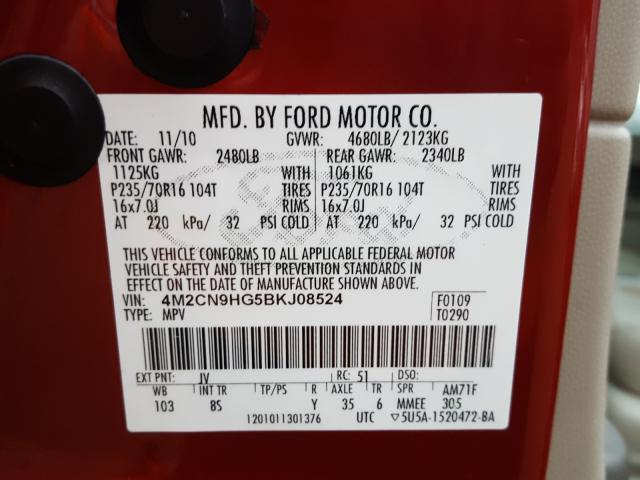 MFD. BY FORD MOTOR CO.
DATE: 11/10 GVWR: 4680LB/ 2123KG
FRONT GAWR: 2480LB REAR GAWR: 2340LB
1125KG WITH 1061KG WITH
P235/70R16 104T TIRES P235/70R16 104T TIRES
16x7.0J RIMS 16x7.0J RIMS
AT 220 kPa/ 32 PSI COLD AT 220 kPa/ 32 PSI COLD
THIS VEHICLE CONFORMS TO ALL APPLICABLE FEDERAL MOTOR
VEHICLE SAFETY AND THEFT PREVENTION STANDARDS IN
EFFECT ON THE DATE OF MANUFACTURE SHOWN ABOVE.
VIN: 4M2CN9HG5BKJ08524 F0109
TYPE: MPV T0290
EXT PNT: JV RC: 51 DSO:
WB INT TR TP/PS R AXLE TR SPR AM71F
103 8S Y 35 6 MMEE 305
1201011301376 UTC ▽5U5A-1520472-BA